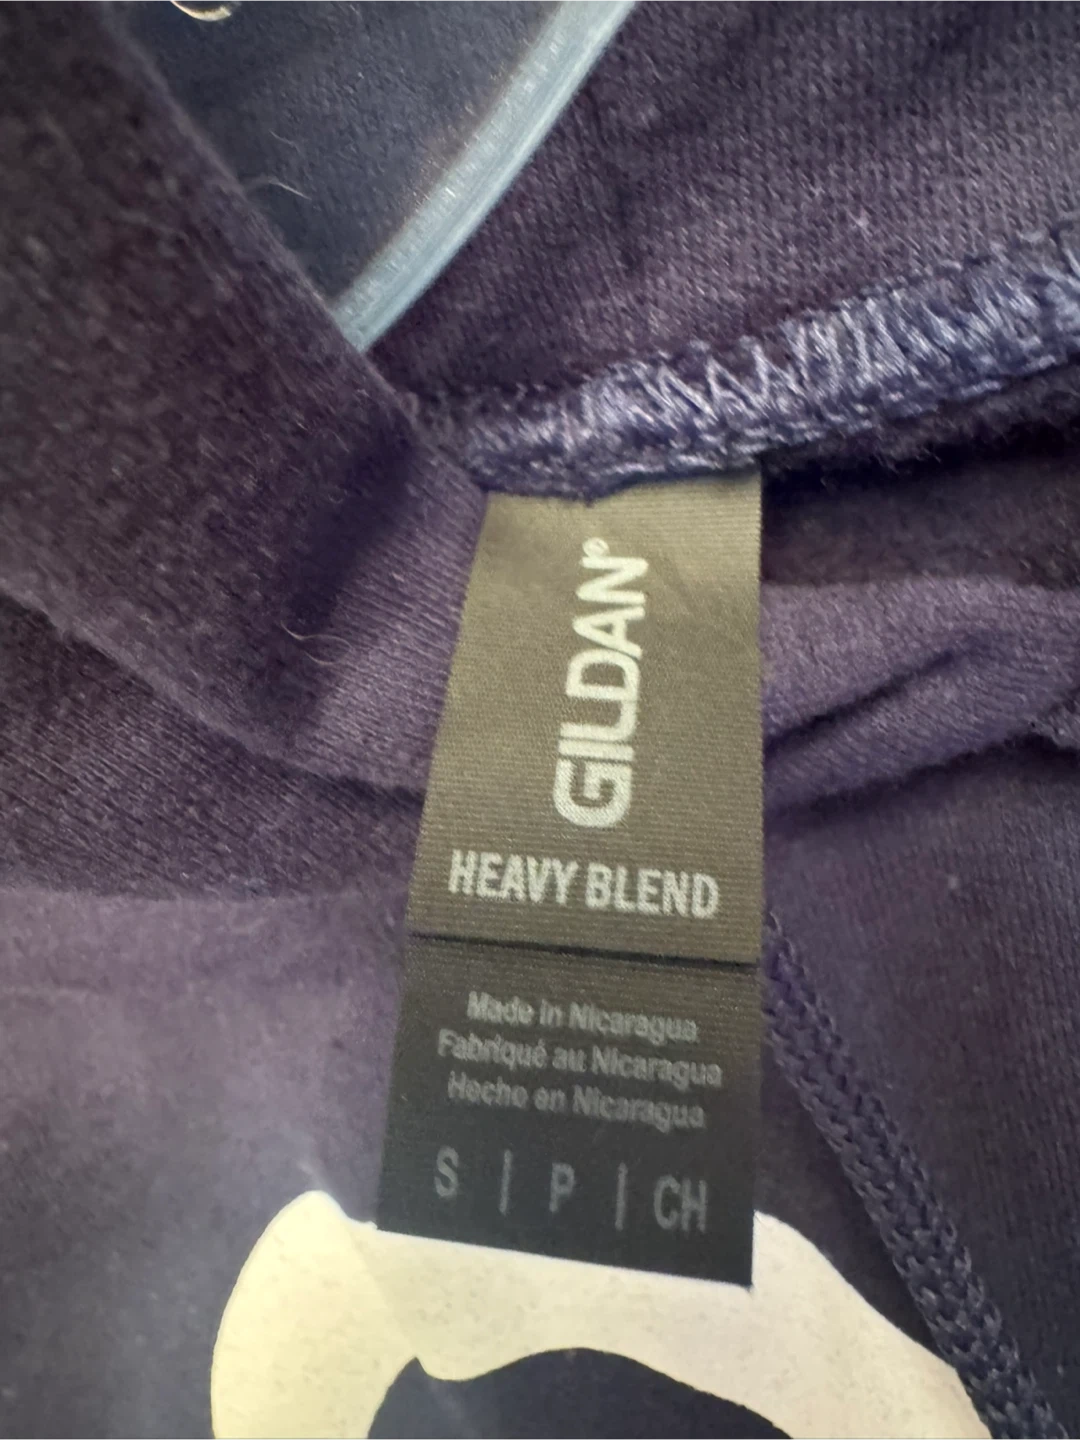 GILDAN®
HEAVY BLEND
Made in Nicaragua
Fabriqué au Nicaragua
Hecho en Nicaragua
S | P | CH